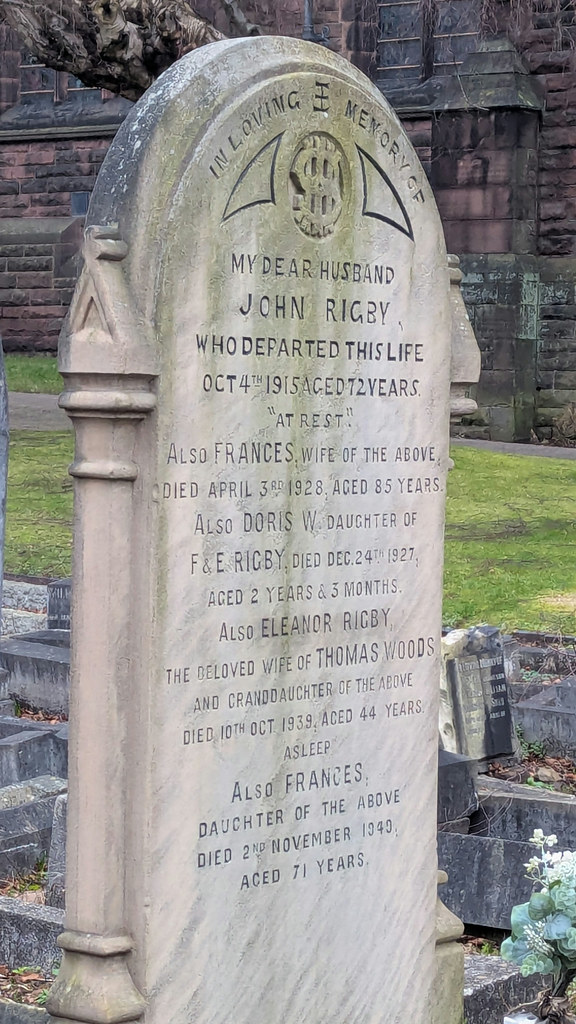 IN LOVING MEMORY OF
IHS
MY DEAR HUSBAND
JOHN RIGBY,
WHO DEPARTED THIS LIFE
OCT 4TH 1915 AGED 72 YEARS.
"AT REST."
ALSO FRANCES, WIFE OF THE ABOVE,
DIED APRIL 3RD 1928, AGED 85 YEARS.
ALSO DORIS W. DAUGHTER OF
F & E RIGBY, DIED DEC. 24TH 1927,
AGED 2 YEARS & 3 MONTHS.
ALSO ELEANOR RIGBY,
THE BELOVED WIFE OF THOMAS WOODS
AND GRANDDAUGHTER OF THE ABOVE
DIED 10TH OCT. 1939, AGED 44 YEARS.
ASLEEP
ALSO FRANCES,
DAUGHTER OF THE ABOVE
DIED 2ND NOVEMBER 1949,
AGED 71 YEARS.